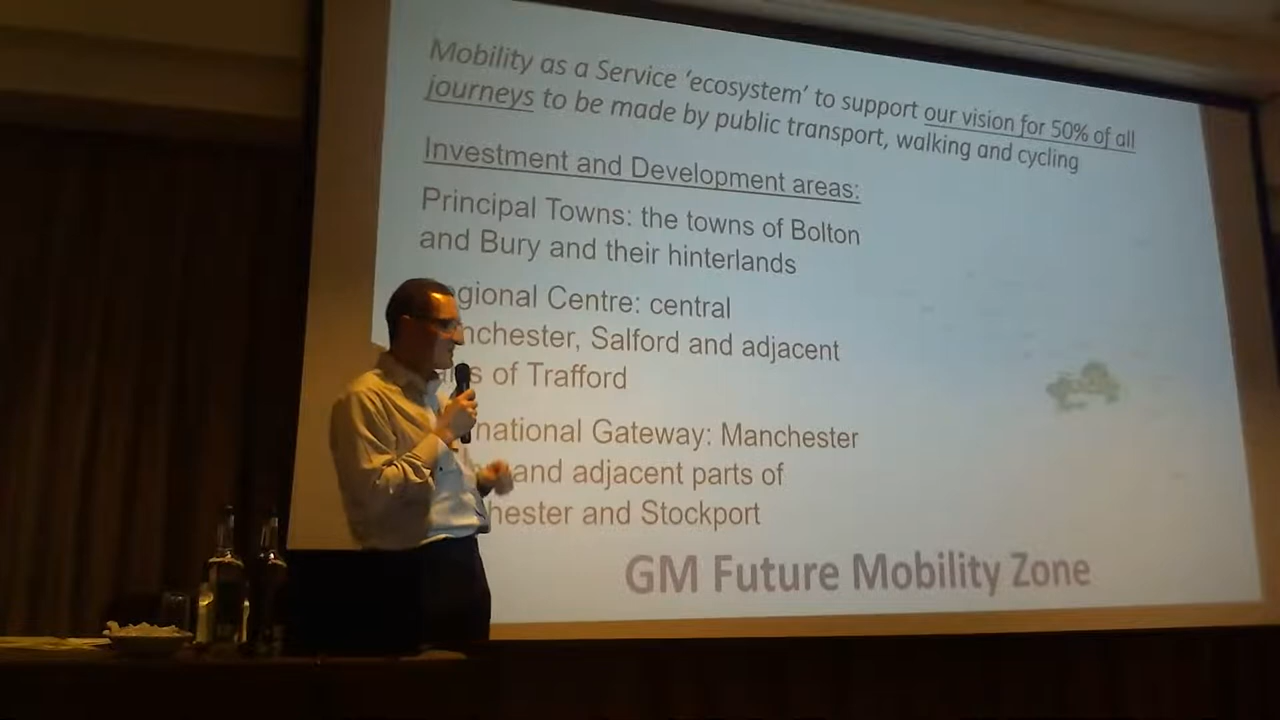 Mobility as a Service 'ecosystem' to support our vision for 50% of all
journeys to be made by public transport, walking and cycling
Investment and Development areas:
Principal Towns: the towns of Bolton
and Bury and their hinterlands
gional Centre: central
nchester, Salford and adjacent
s of Trafford
national Gateway: Manchester
and adjacent parts of
hester and Stockport
GM Future Mobility Zone